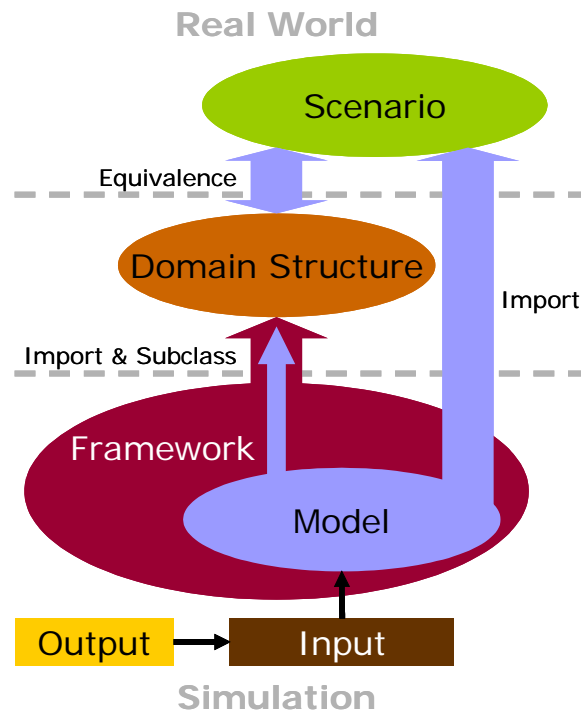 Real World
Scenario
Equivalence
Domain Structure
Import
Import & Subclass
Framework
Model
Output
Input
Simulation